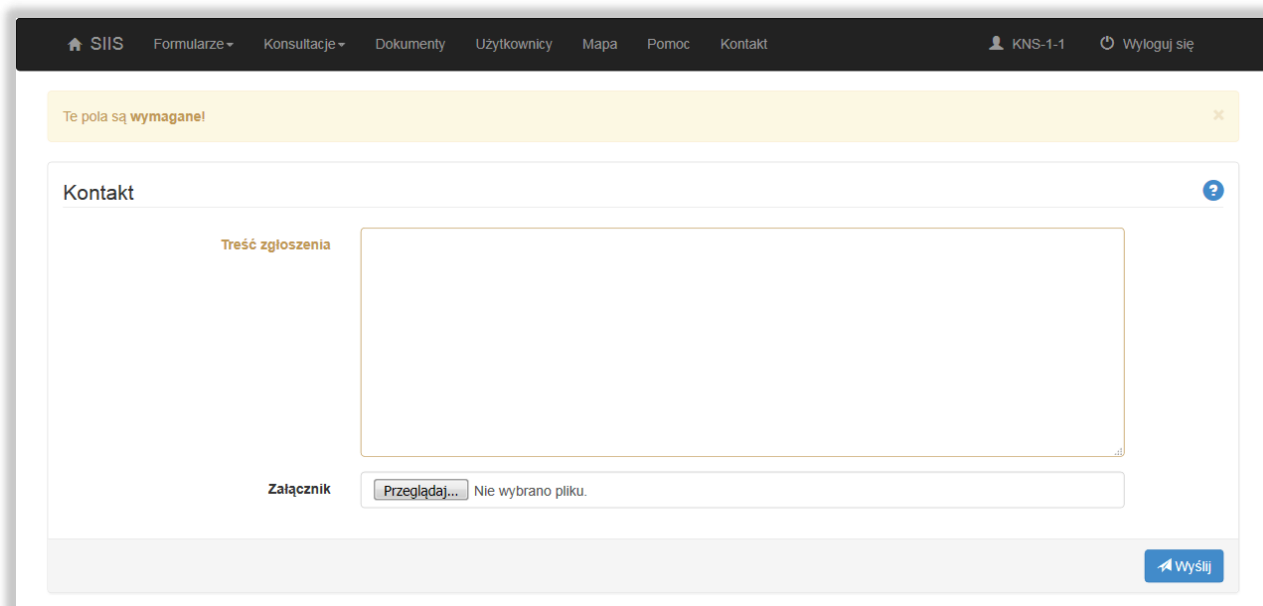 SIIS Formularze Konsultacje Dokumenty Użytkownicy Mapa Pomoc Kontakt KNS-1-1 Wyloguj się
Te pola są wymagane! ×
Kontakt ?
Treść zgłoszenia
Załącznik Przeglądaj... Nie wybrano pliku.
Wyślij